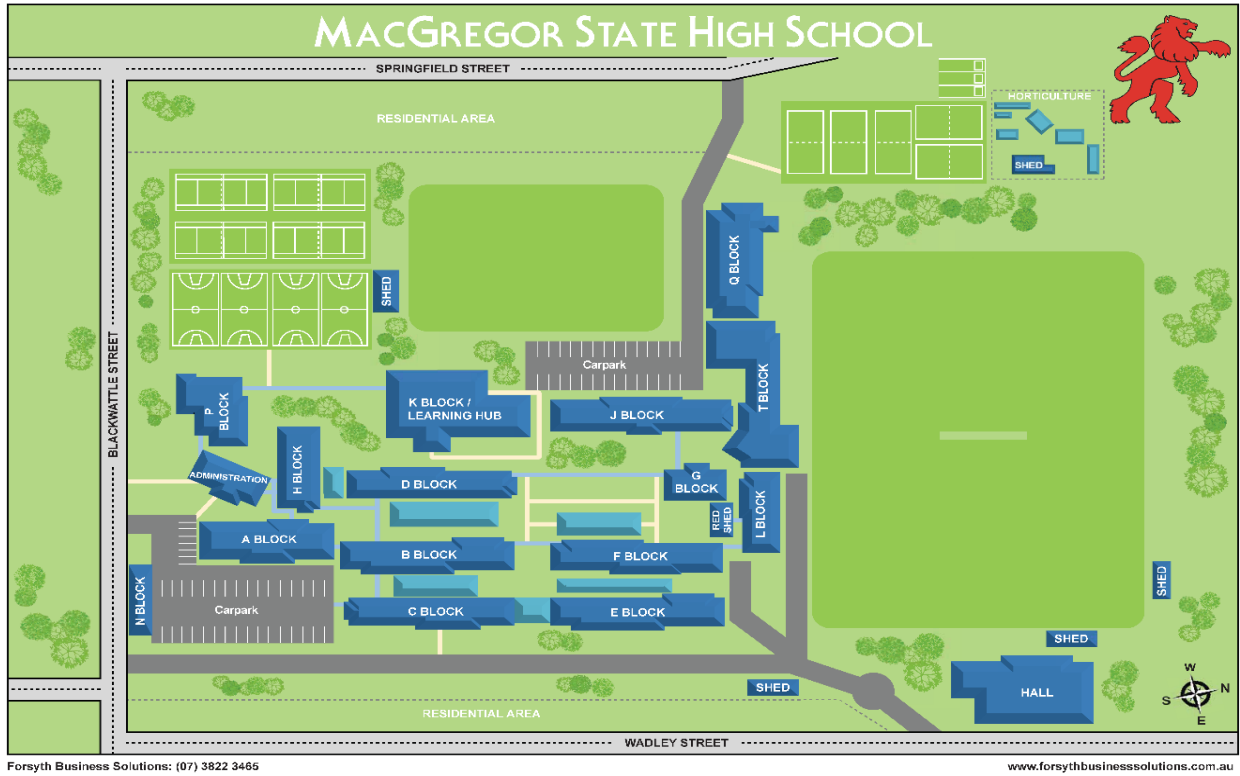 MACGREGOR STATE HIGH SCHOOL
SPRINGFIELD STREET
RESIDENTIAL AREA
HORTICULTURE
SHED
Q BLOCK
SHED
BLACKWATTLE STREET
Carpark
T BLOCK
P
BLOCK
K BLOCK /
LEARNING HUB
J BLOCK
ADMINISTRATION
H BLOCK
D BLOCK
G
BLOCK
L BLOCK
RED
SHED
A BLOCK
B BLOCK
F BLOCK
N BLOCK
Carpark
C BLOCK
E BLOCK
SHED
SHED
HALL
SHED
W
S
N
E
RESIDENTIAL AREA
WADLEY STREET
Forsyth Business Solutions: (07) 3822 3465
www.forsythbusinesssolutions.com.au